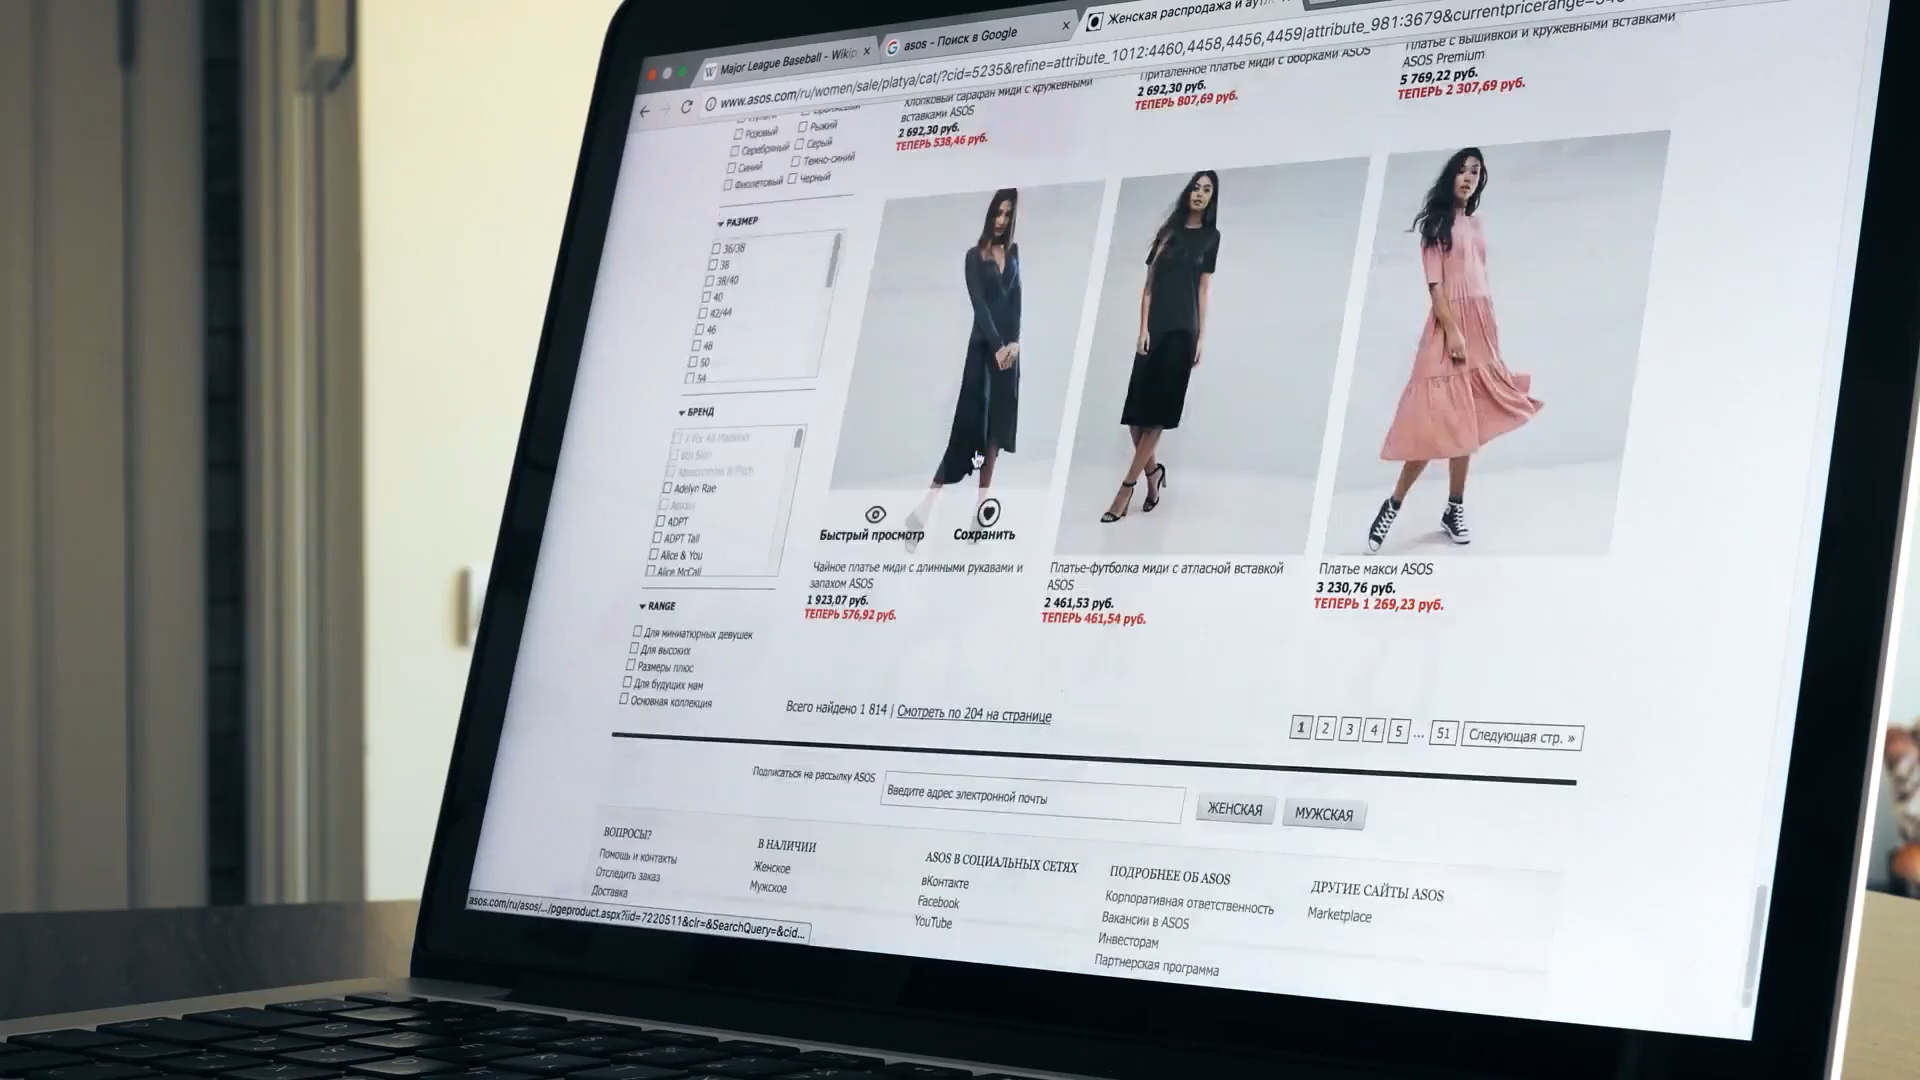 Major League Baseball - Wikip
asos - Поиск в Google
Женская распродажа и аутл
www.asos.com/ru/women/sale/platya/cat/?cid=5235&refine=attribute_1012:4460,4458,4456,4459|attribute_981:3679&currentpricerange=
Розовый
Рыжий
Серебряный
Серый
Синий
Темно-синий
Фиолетовый
Черный
РАЗМЕР
36/38
38
38/40
40
42/44
46
48
50
54
БРЕНД
Abercrombie & Fitch
Adelyn Rae
Adidas
ADPT
ADPT Tall
Alice & You
Alice McCall
RANGE
Для миниатюрных девушек
Для высоких
Размеры плюс
Для будущих мам
Основная коллекция
Хлопковый сарафан миди с кружевными
вставками ASOS
2 692,30 руб.
ТЕПЕРЬ 538,46 руб.
Приталенное платье миди с оборками ASOS
2 692,30 руб.
ТЕПЕРЬ 807,69 руб.
Платье с вышивкой и кружевными вставками
ASOS Premium
5 769,22 руб.
ТЕПЕРЬ 2 307,69 руб.
Быстрый просмотр
Сохранить
Чайное платье миди с длинными рукавами и
запахом ASOS
1 923,07 руб.
ТЕПЕРЬ 576,92 руб.
Платье-футболка миди с атласной вставкой
ASOS
2 461,53 руб.
ТЕПЕРЬ 461,54 руб.
Платье макси ASOS
3 230,76 руб.
ТЕПЕРЬ 1 269,23 руб.
Всего найдено 1 814 | Смотреть по 204 на странице
1 2 3 4 5 ... 51 Следующая стр. »
Подписаться на рассылку ASOS
Введите адрес электронной почты
ЖЕНСКАЯ
МУЖСКАЯ
ВОПРОСЫ?
Помощь и контакты
Отследить заказ
Доставка
В НАЛИЧИИ
Женское
Мужское
ASOS В СОЦИАЛЬНЫХ СЕТЯХ
вКонтакте
Facebook
YouTube
ПОДРОБНЕЕ ОБ ASOS
Корпоративная ответственность
Вакансии в ASOS
Инвесторам
Партнерская программа
ДРУГИЕ САЙТЫ ASOS
Marketplace
asos.com/ru/asos/.../pgeproduct.aspx?iid=7220511&clr=&SearchQuery=&cid...